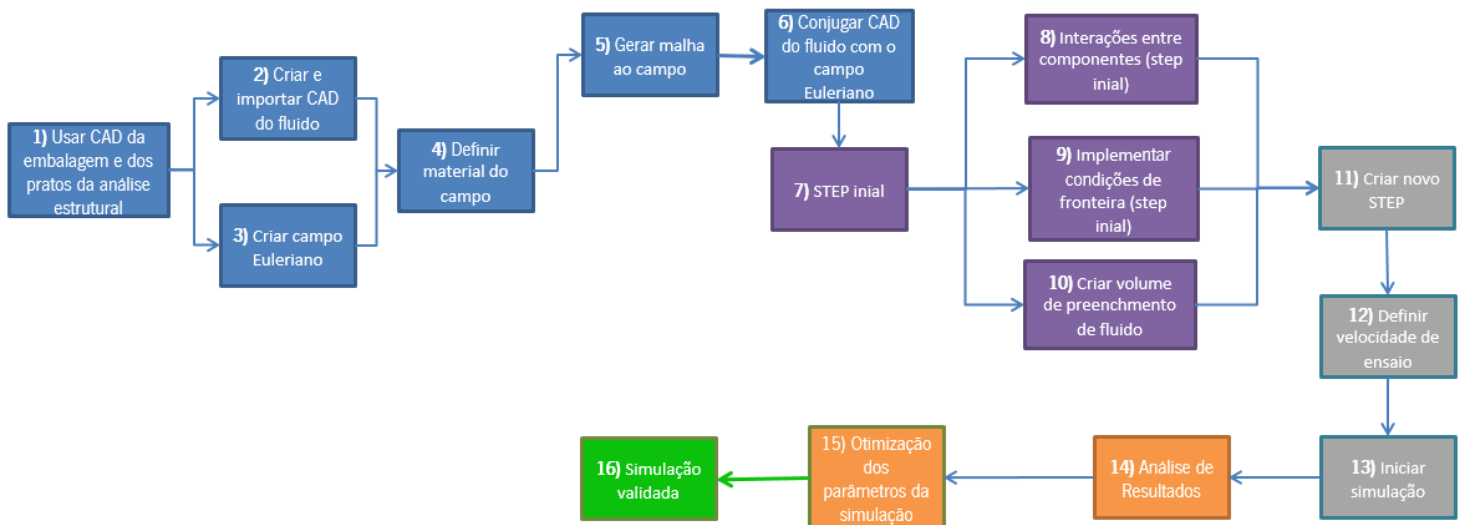 1) Usar CAD da
embalagem e dos
pratos da análise
estrutural
2) Criar e
importar CAD
do fluido
3) Criar campo
Euleriano
4) Definir
material do
campo
5) Gerar malha
ao campo
6) Conjugar CAD
do fluido com o
campo
Euleriano
7) STEP inial
8) Interações entre
componentes (step
inial)
9) Implementar
condições de
fronteira (step
inial)
10) Criar volume
de preenchmento
de fluido
11) Criar novo
STEP
12) Definir
velocidade de
ensaio
13) Iniciar
simulação
14) Análise de
Resultados
15) Otimização
dos
parâmetros da
simulação
16) Simulação
validada